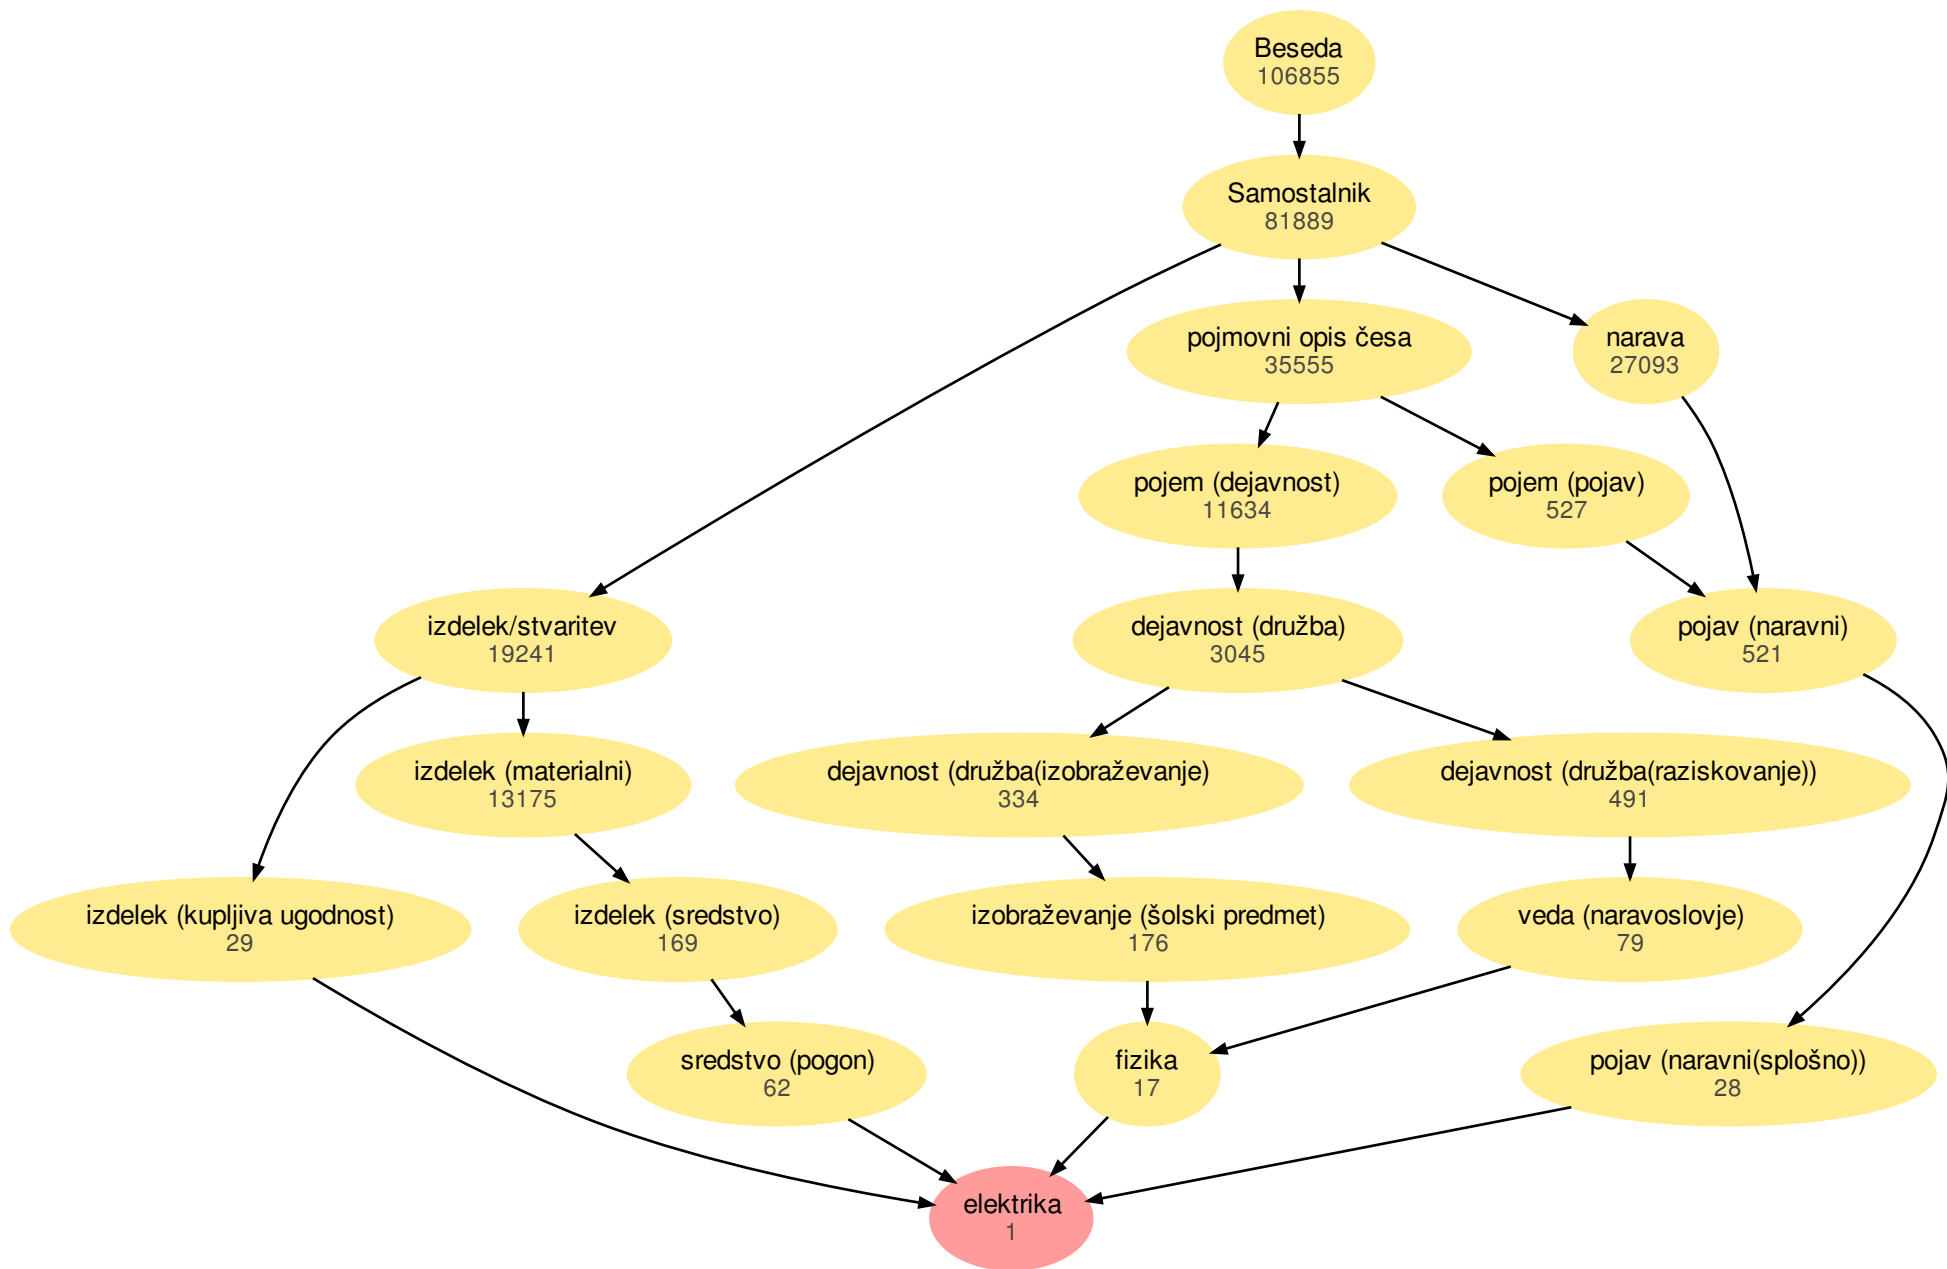 Beseda
106855
Samostalnik
81889
pojmovni opis česa
35555
narava
27093
pojem (dejavnost)
11634
pojem (pojav)
527
izdelek/stvaritev
19241
dejavnost (družba)
3045
pojav (naravni)
521
izdelek (materialni)
13175
dejavnost (družba(izobraževanje)
334
dejavnost (družba(raziskovanje))
491
izdelek (kupljiva ugodnost)
29
izdelek (sredstvo)
169
izobraževanje (šolski predmet)
176
veda (naravoslovje)
79
sredstvo (pogon)
62
fizika
17
pojav (naravni(splošno))
28
elektrika
1